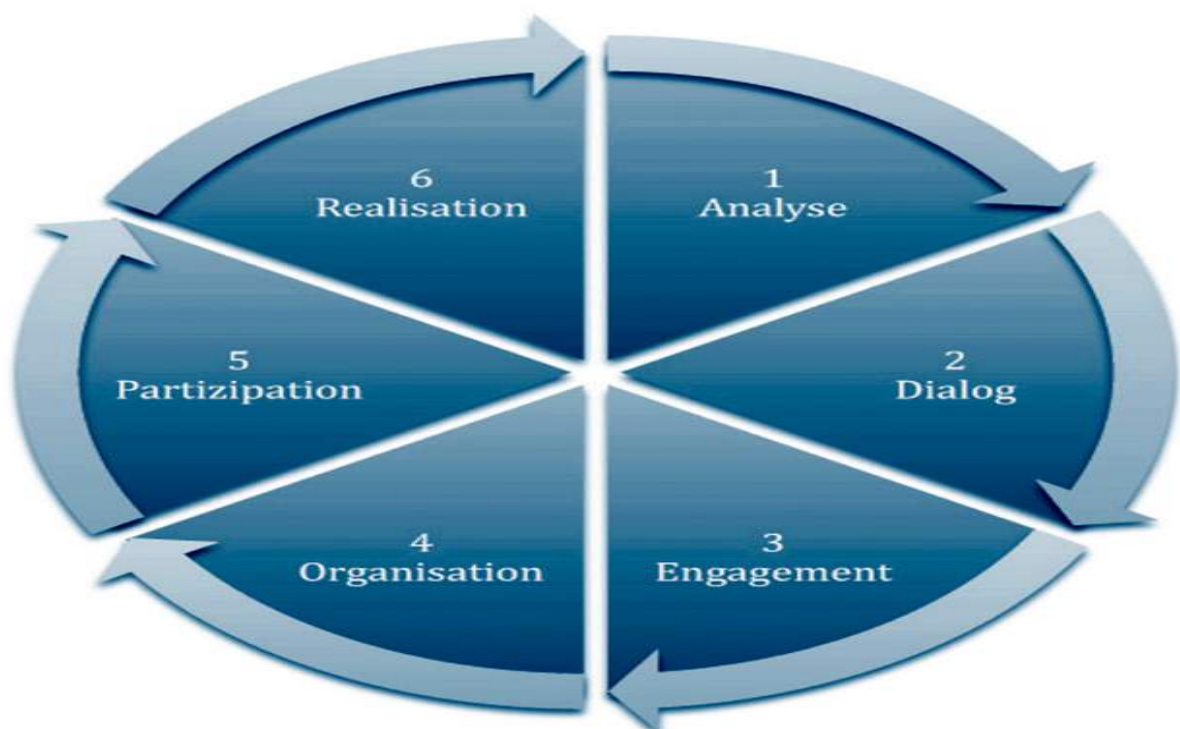 1
Analyse
2
Dialog
3
Engagement
4
Organisation
5
Partizipation
6
Realisation